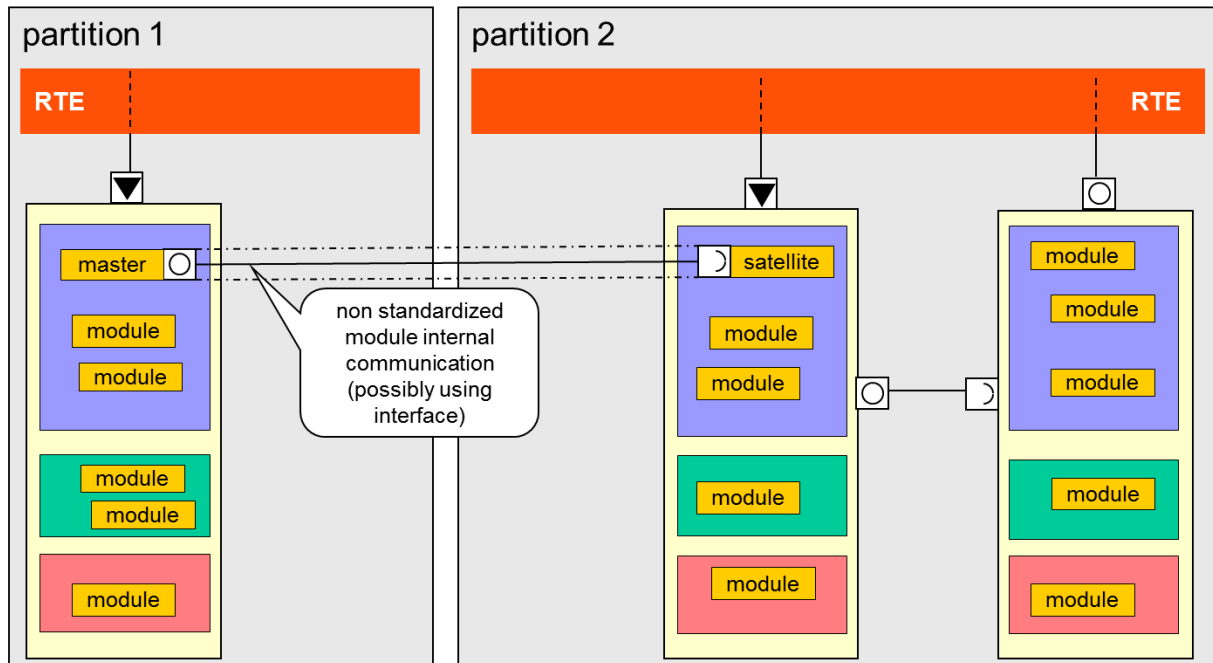 partition 1
RTE
master
module
module
module
module
module
non standardized
module internal
communication
(possibly using
interface)
partition 2
RTE
satellite
module
module
module
module
module
module
module
module
module